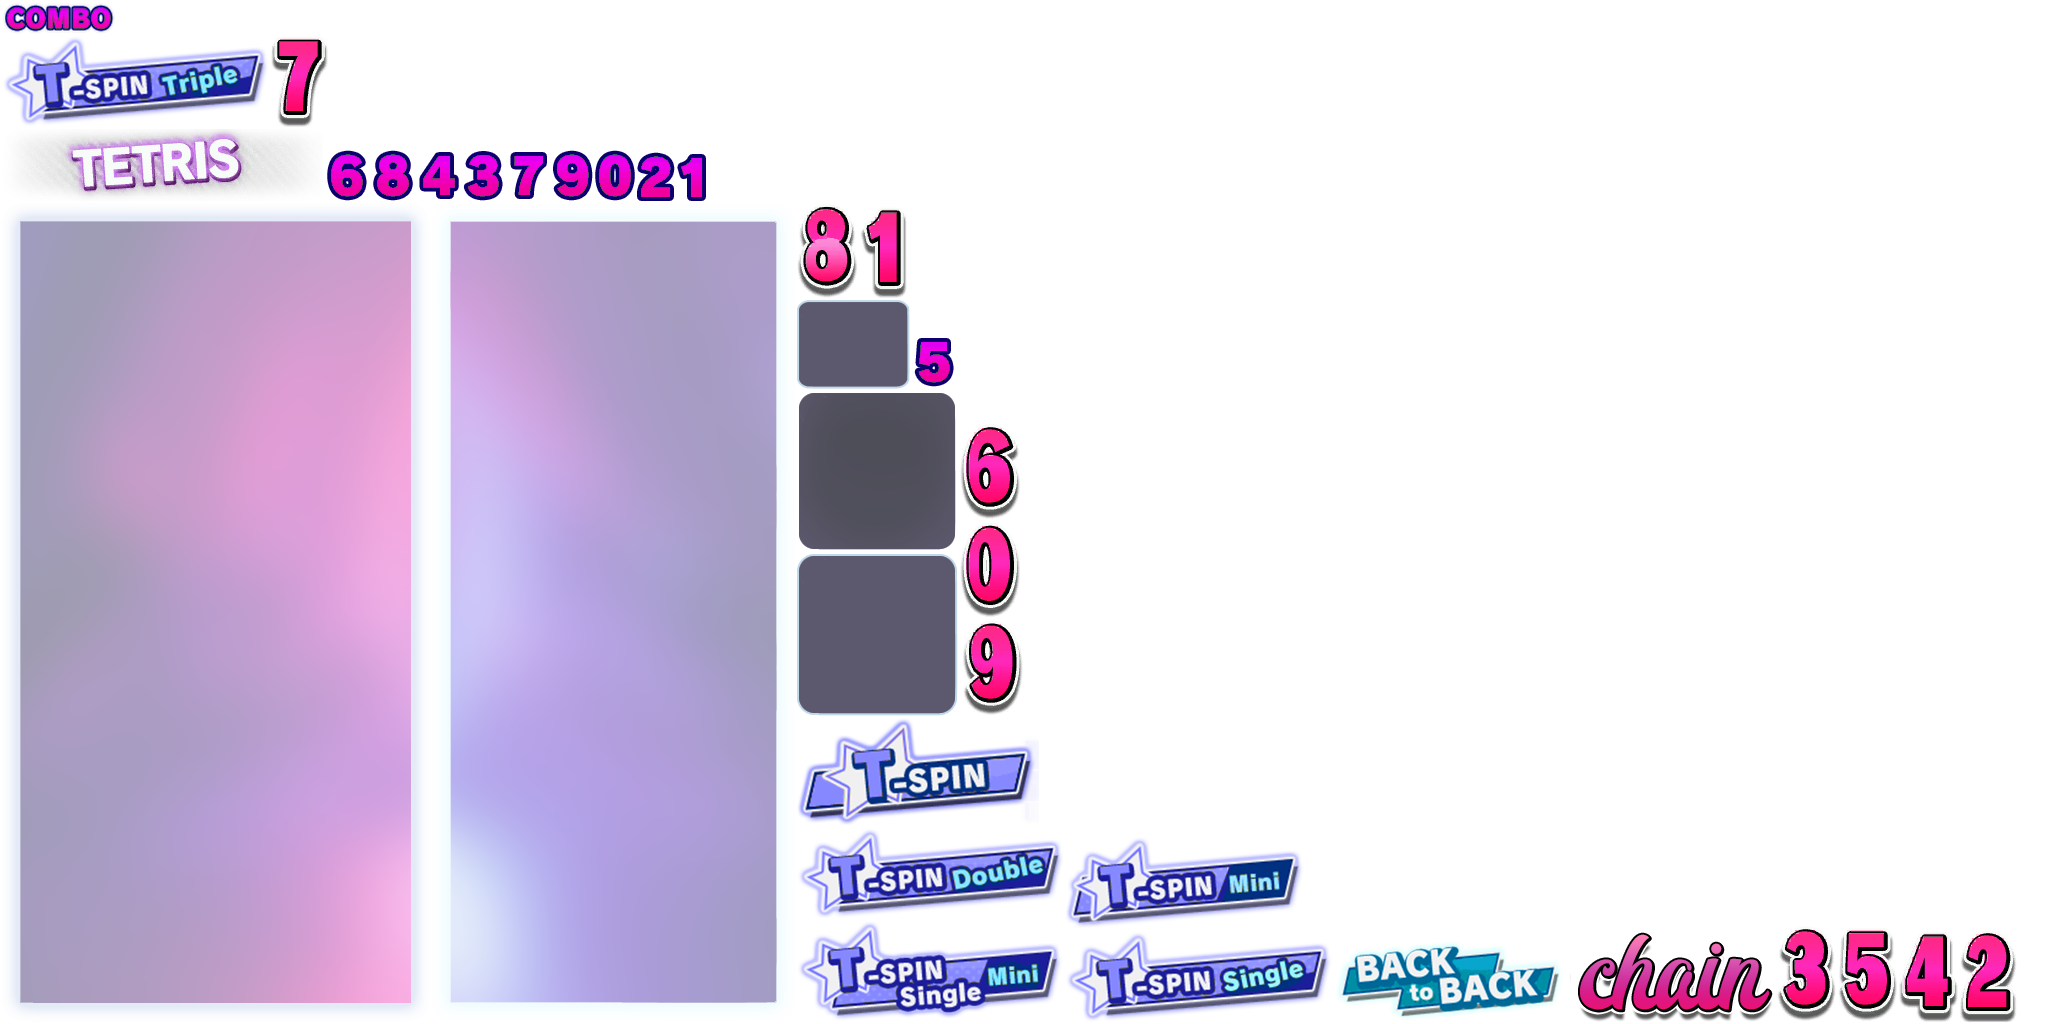 COMBO
T-SPIN Triple 7
TETRIS 684379021
81
5
6
0
9
T-SPIN
T-SPIN Double T-SPIN Mini
T-SPIN Single Mini T-SPIN Single BACK to BACK chain 3542